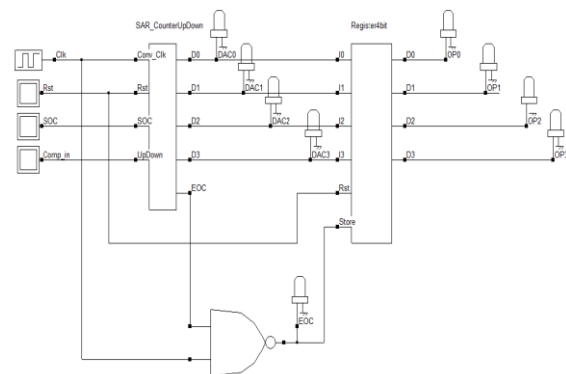 SAR_CounterUpDown Register4bit
Clk Conv_Clk D0 DAC0 I0 D0 OP0
Rst Rst D1 DAC1 I1 D1 OP1
SOC SOC D2 DAC2 I2 D2 OP2
Comp_in UpDown D3 DAC3 I3 D3
EOC Rst
Store
EOC